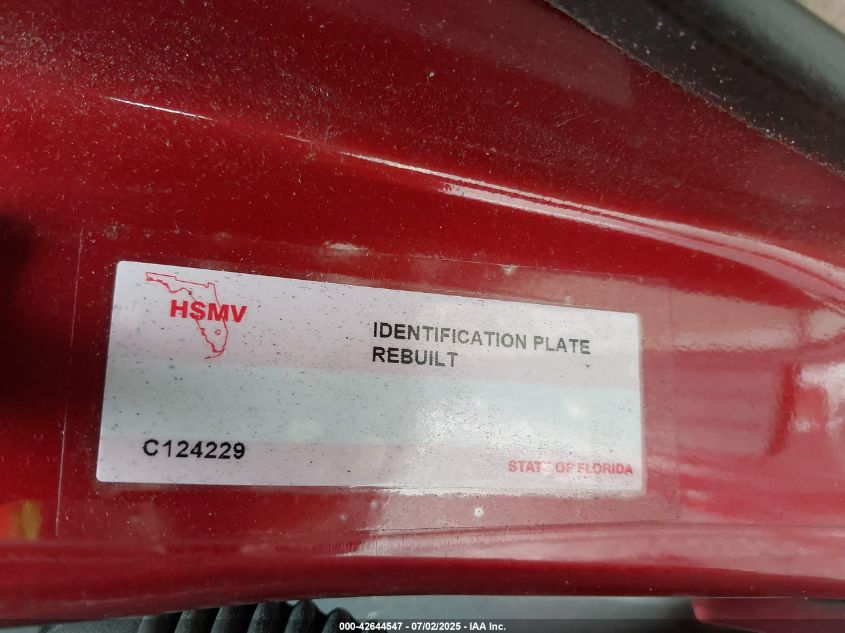 HSMV
IDENTIFICATION PLATE
REBUILT
C124229
STATE OF FLORIDA
000-42644547 - 07/02/2025 - IAA Inc.